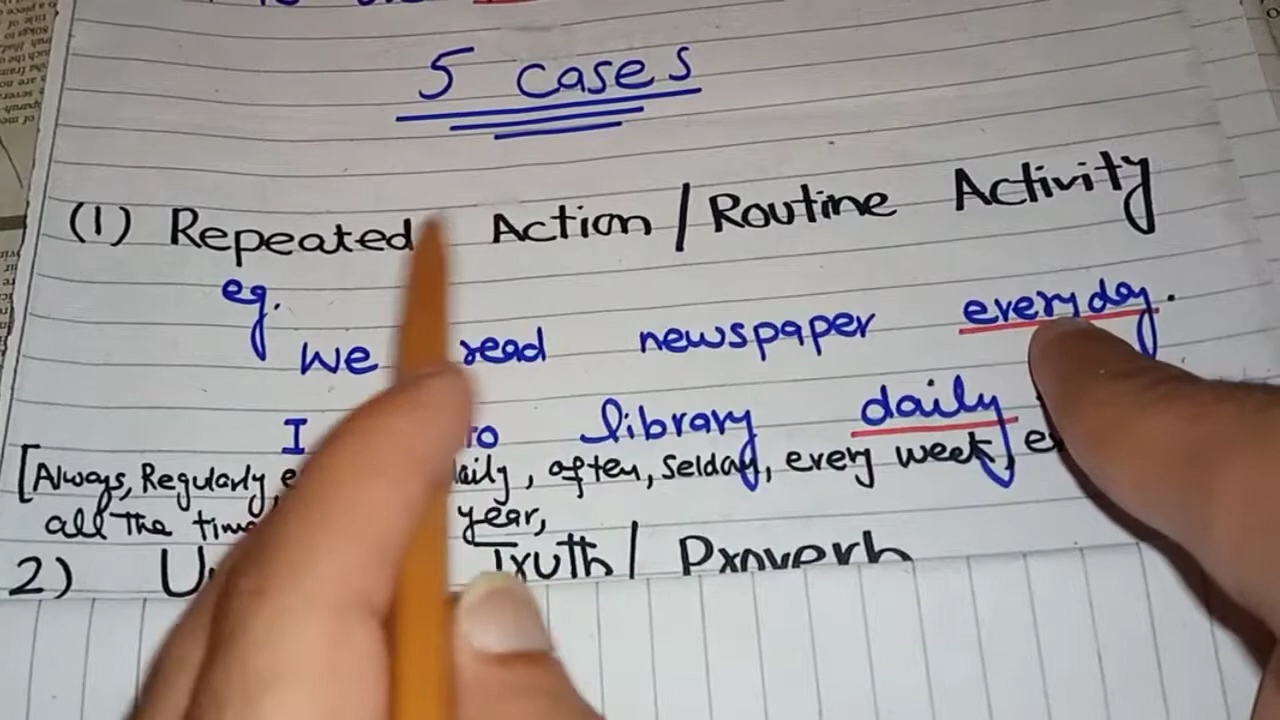 5 cases
(1) Repeated Action / Routine Activity
eg.
We read newspaper everyday.
I to library daily
[Always, Regularly, daily, often, Seldom, every week,
all The time year,
2) Truth / Proverb